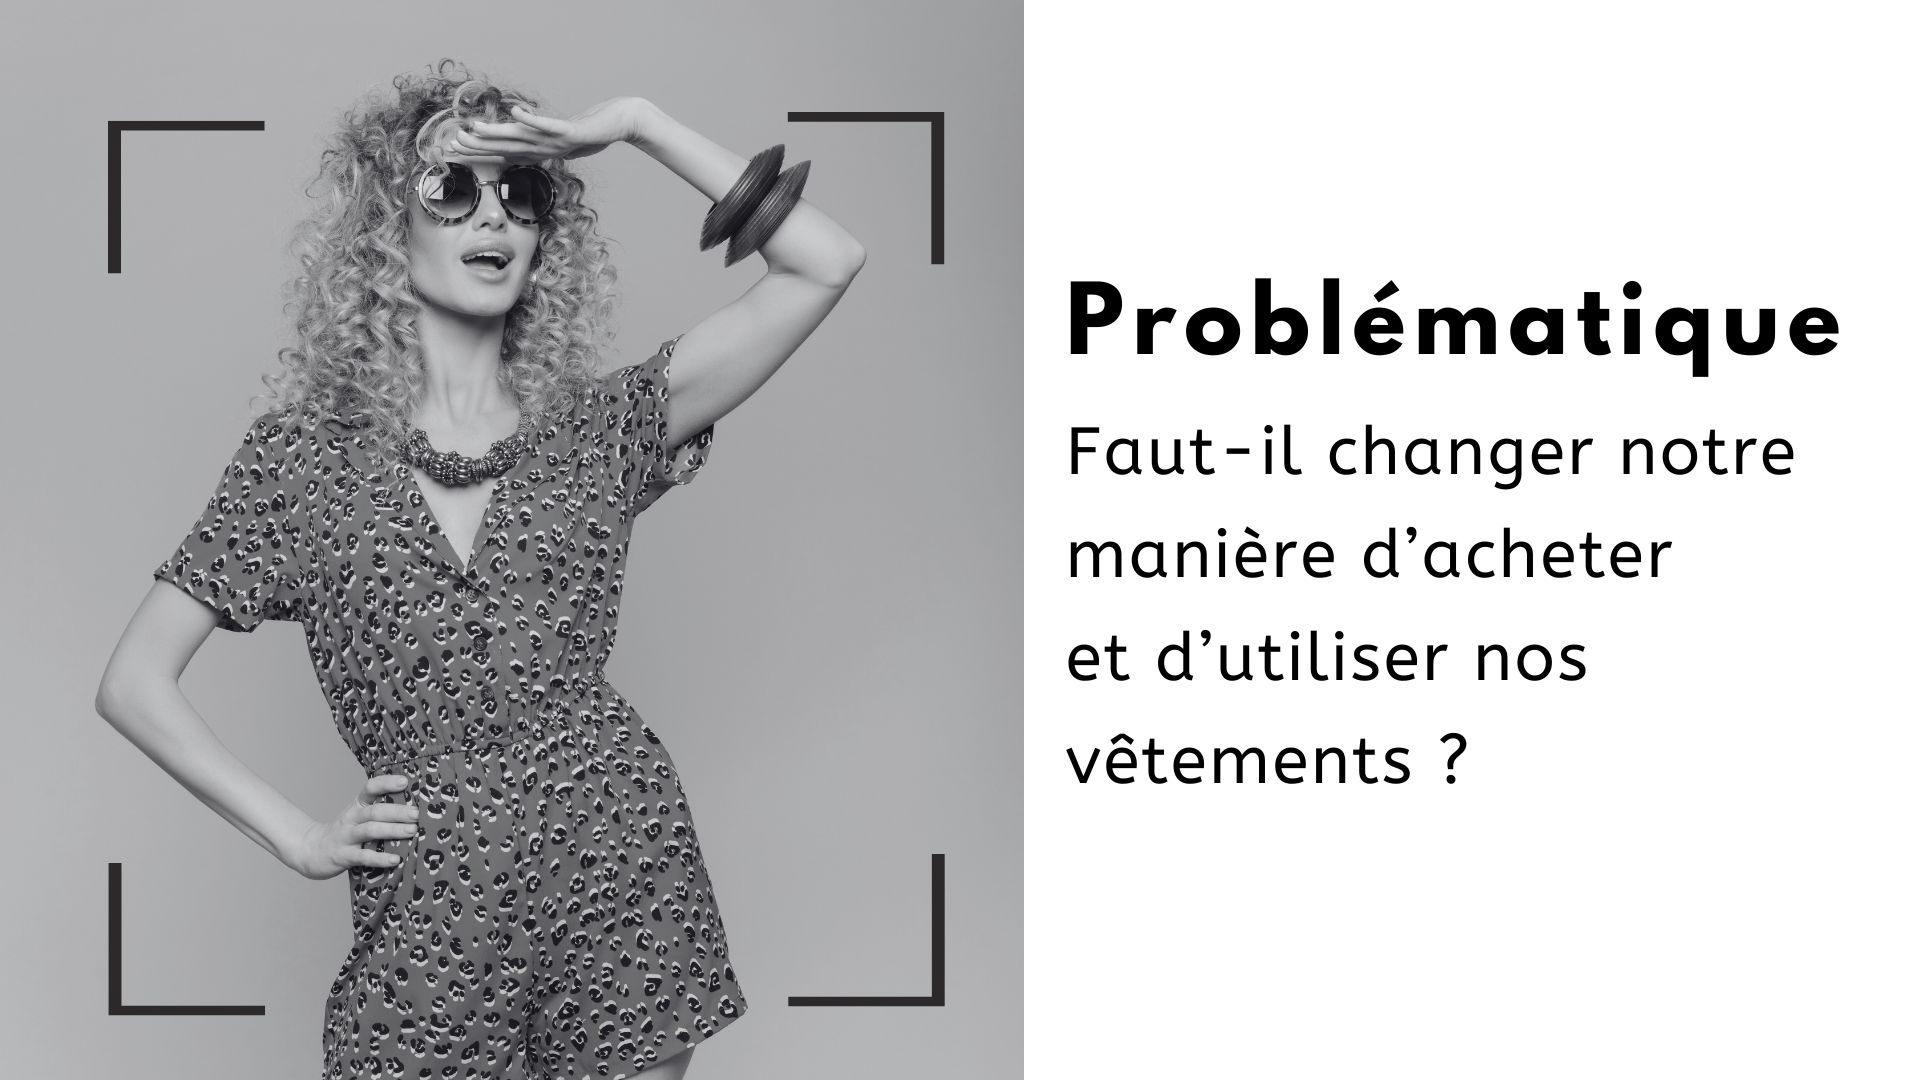 Problématique
Faut-il changer notre
manière d’acheter
et d’utiliser nos
vêtements ?